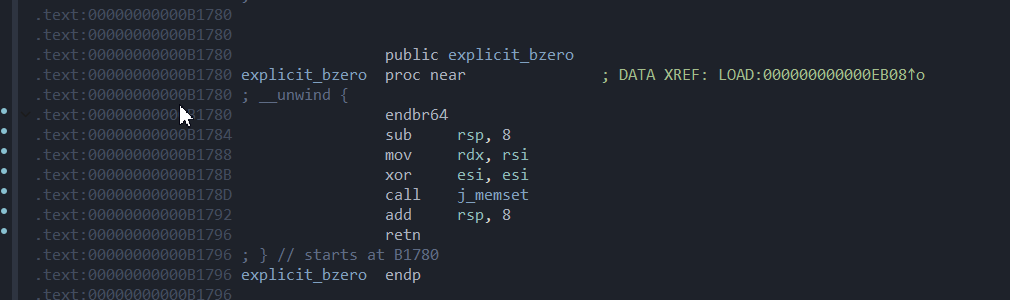 .text:00000000000B1780
.text:00000000000B1780
.text:00000000000B1780 public explicit_bzero
.text:00000000000B1780 explicit_bzero proc near ; DATA XREF: LOAD:000000000000EB08↑o
.text:00000000000B1780 ; __unwind {
.text:00000000000B1780 endbr64
.text:00000000000B1784 sub rsp, 8
.text:00000000000B1788 mov rdx, rsi
.text:00000000000B178B xor esi, esi
.text:00000000000B178D call j_memset
.text:00000000000B1792 add rsp, 8
.text:00000000000B1796 retn
.text:00000000000B1796 ; } // starts at B1780
.text:00000000000B1796 explicit_bzero endp
.text:00000000000B1796